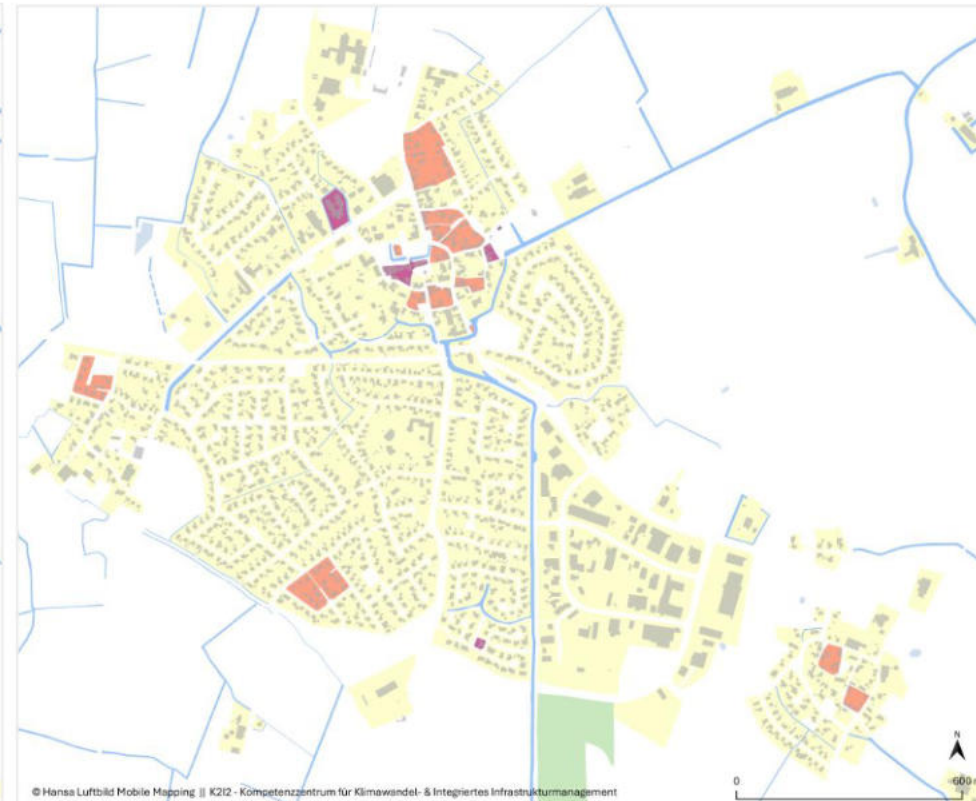 N
0
600
© Hansa Luftbild Mobile Mapping || K2I2 - Kompetenzzentrum für Klimawandel- & Integriertes Infrastrukturmanagement